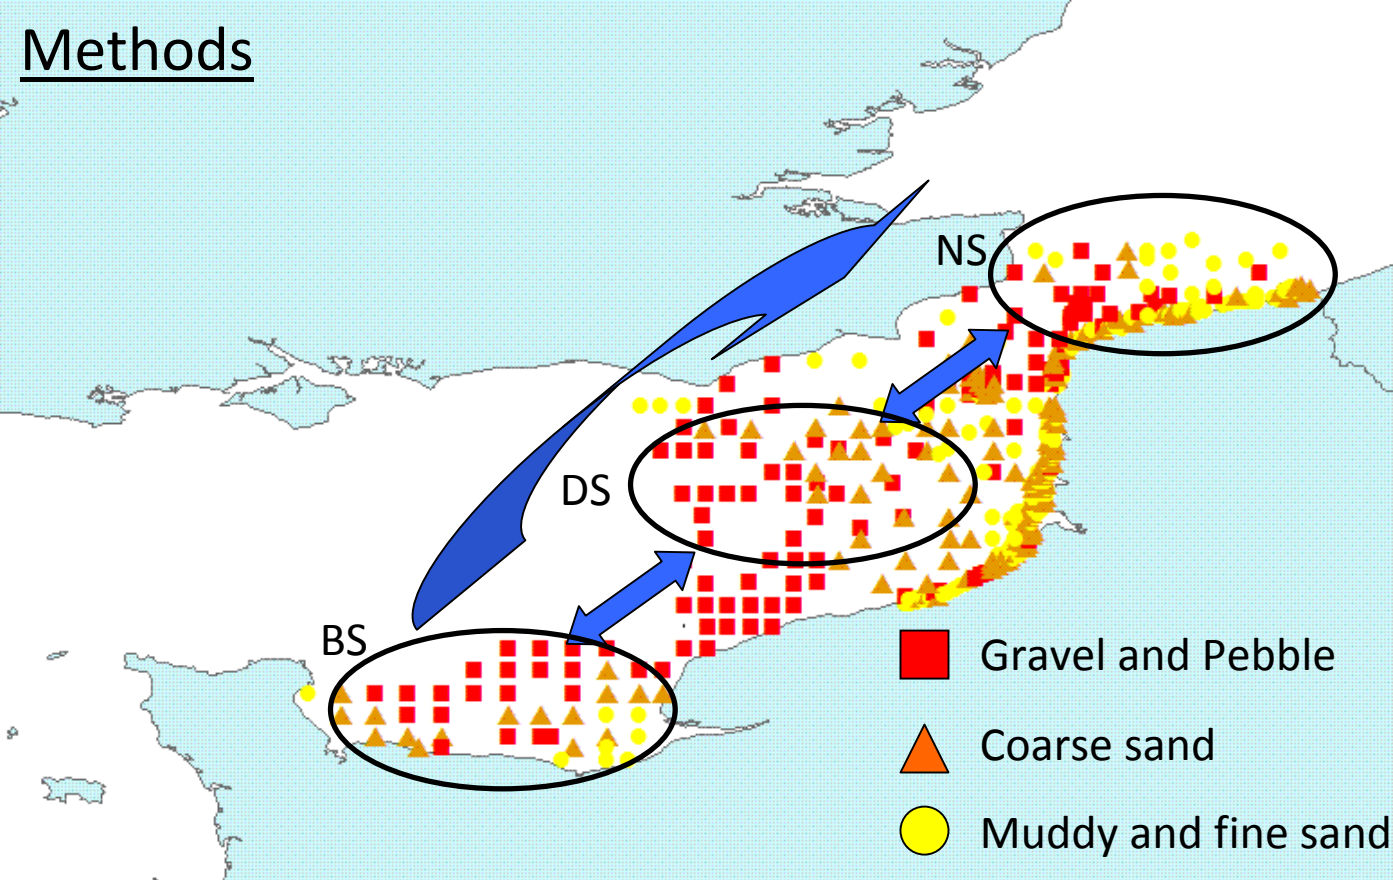 Methods
NS
DS
BS
Gravel and Pebble
Coarse sand
Muddy and fine sand